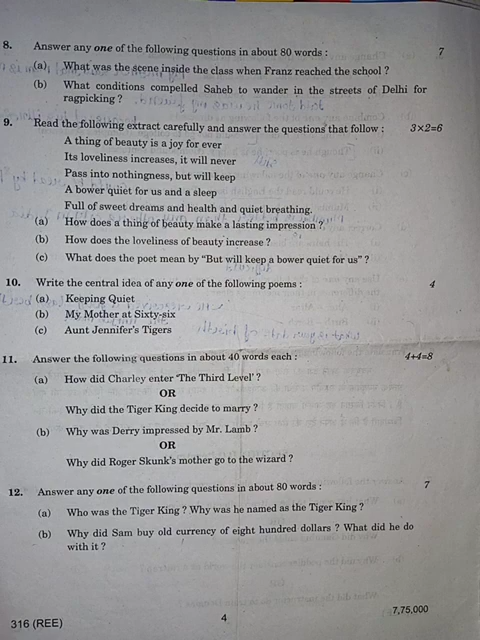 8. Answer any one of the following questions in about 80 words : 7
(a) What was the scene inside the class when Franz reached the school ?
(b) What conditions compelled Saheb to wander in the streets of Delhi for
ragpicking ?
9. Read the following extract carefully and answer the questions that follow : 3×2=6
A thing of beauty is a joy for ever
Its loveliness increases, it will never
Pass into nothingness, but will keep
A bower quiet for us and a sleep
Full of sweet dreams and health and quiet breathing.
(a) How does a thing of beauty make a lasting impression ?
(b) How does the loveliness of beauty increase ?
(c) What does the poet mean by "But will keep a bower quiet for us" ?
10. Write the central idea of any one of the following poems : 4
(a) Keeping Quiet
(b) My Mother at Sixty-six
(c) Aunt Jennifer's Tigers
11. Answer the following questions in about 40 words each : 4+4=8
(a) How did Charley enter 'The Third Level' ?
OR
Why did the Tiger King decide to marry ?
(b) Why was Derry impressed by Mr. Lamb ?
OR
Why did Roger Skunk's mother go to the wizard ?
12. Answer any one of the following questions in about 80 words : 7
(a) Who was the Tiger King ? Why was he named as the Tiger King ?
(b) Why did Sam buy old currency of eight hundred dollars ? What did he do
with it ?
316 (REE) 4 7,75,000